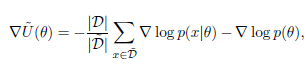 ∇Ũ(θ) = −|𝒟|/|𝒟̃| ∑_{x∈𝒟̃} ∇ log p(x|θ) − ∇ log p(θ),